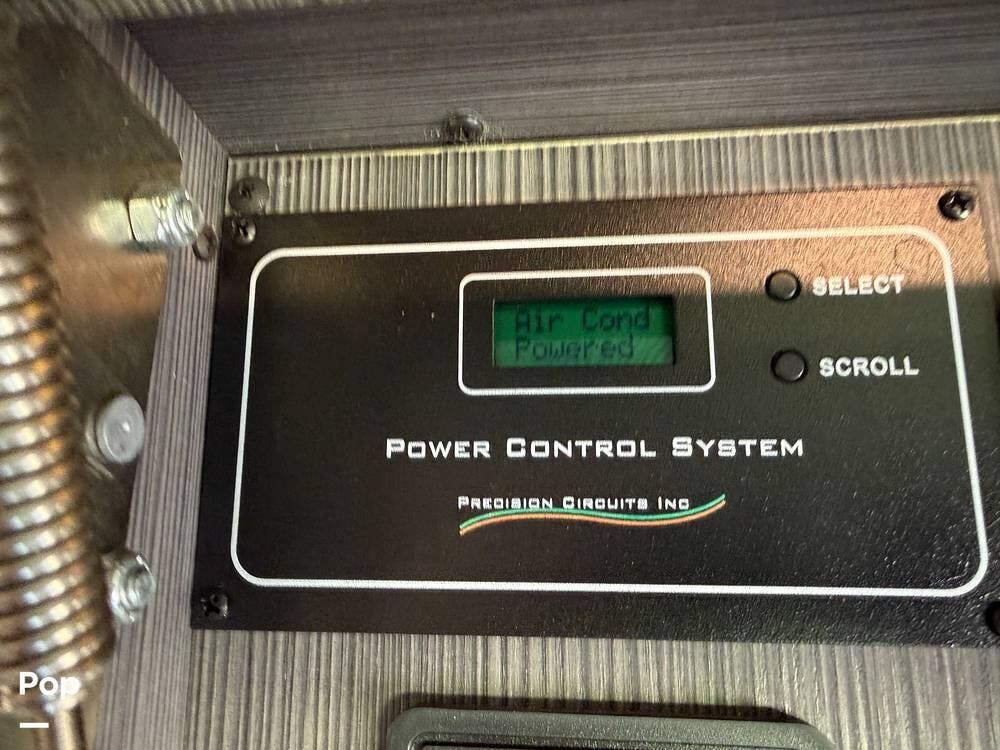 Air Cond
Powered
SELECT
SCROLL
POWER CONTROL SYSTEM
PRECISION CIRCUITS INC
Pop